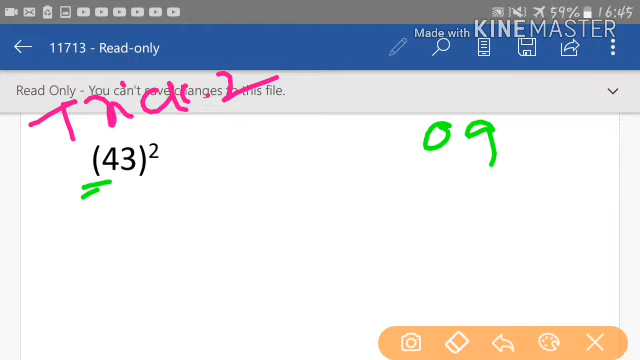 59% 16:45
Made with KINEMASTER
11713 - Read-only
Read Only - You can't save changes to this file.
Trick-2
(43)²
09